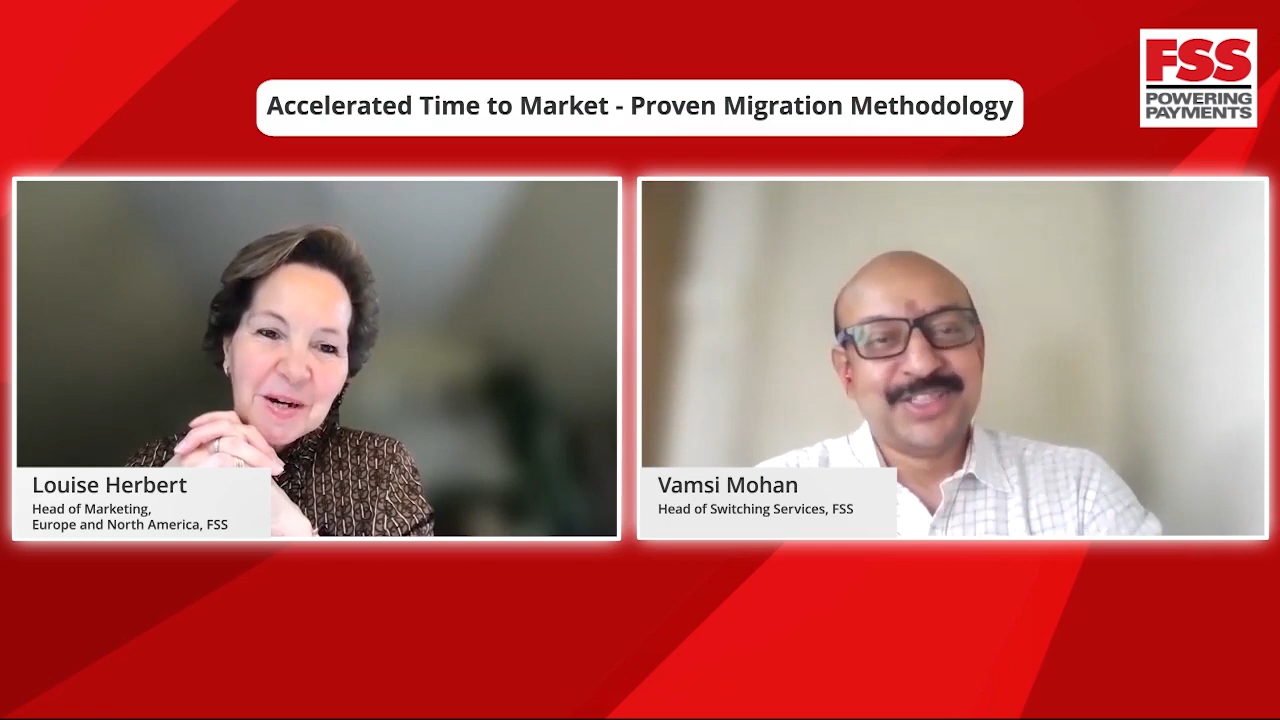 FSS
POWERING
PAYMENTS
Accelerated Time to Market - Proven Migration Methodology
Louise Herbert
Head of Marketing,
Europe and North America, FSS
Vamsi Mohan
Head of Switching Services, FSS